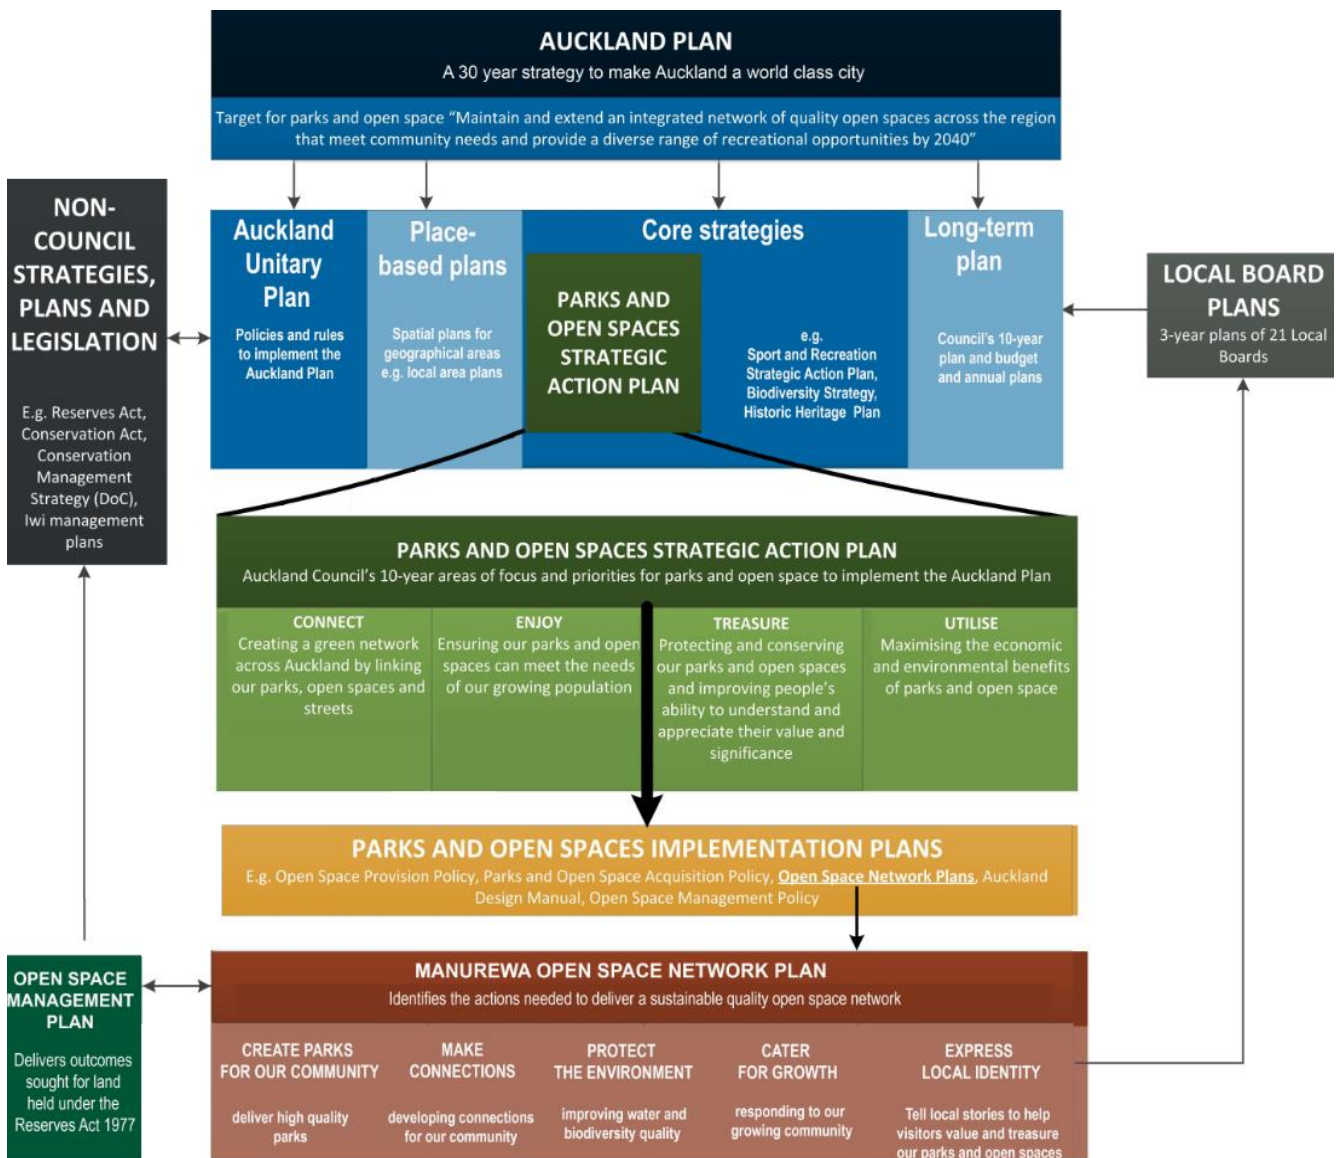 AUCKLAND PLAN
A 30 year strategy to make Auckland a world class city
Target for parks and open space “Maintain and extend an integrated network of quality open spaces across the region
that meet community needs and provide a diverse range of recreational opportunities by 2040”
NON-
COUNCIL
STRATEGIES,
PLANS AND
LEGISLATION
E.g. Reserves Act,
Conservation Act,
Conservation
Management
Strategy (DoC),
Iwi management
plans
Auckland
Unitary
Plan
Policies and rules
to implement the
Auckland Plan
Place-
based plans
Spatial plans for
geographical areas
e.g. local area plans
Core strategies
PARKS AND
OPEN SPACES
STRATEGIC
ACTION PLAN
e.g.
Sport and Recreation
Strategic Action Plan,
Biodiversity Strategy,
Historic Heritage Plan
Long-term
plan
Council’s 10-year
plan and budget
and annual plans
LOCAL BOARD
PLANS
3-year plans of 21 Local
Boards
PARKS AND OPEN SPACES STRATEGIC ACTION PLAN
Auckland Council’s 10-year areas of focus and priorities for parks and open space to implement the Auckland Plan
CONNECT
Creating a green network
across Auckland by linking
our parks, open spaces and
streets
ENJOY
Ensuring our parks and open
spaces can meet the needs
of our growing population
TREASURE
Protecting and conserving
our parks and open spaces
and improving people’s
ability to understand and
appreciate their value and
significance
UTILISE
Maximising the economic
and environmental benefits
of parks and open space
PARKS AND OPEN SPACES IMPLEMENTATION PLANS
E.g. Open Space Provision Policy, Parks and Open Space Acquisition Policy, Open Space Network Plans, Auckland
Design Manual, Open Space Management Policy
OPEN SPACE
MANAGEMENT
PLAN
Delivers outcomes
sought for land
held under the
Reserves Act 1977
MANUREWA OPEN SPACE NETWORK PLAN
Identifies the actions needed to deliver a sustainable quality open space network
CREATE PARKS
FOR OUR COMMUNITY
deliver high quality
parks
MAKE
CONNECTIONS
developing connections
for our community
PROTECT
THE ENVIRONMENT
improving water and
biodiversity quality
CATER
FOR GROWTH
responding to our
growing community
EXPRESS
LOCAL IDENTITY
Tell local stories to help
visitors value and treasure
our parks and open spaces